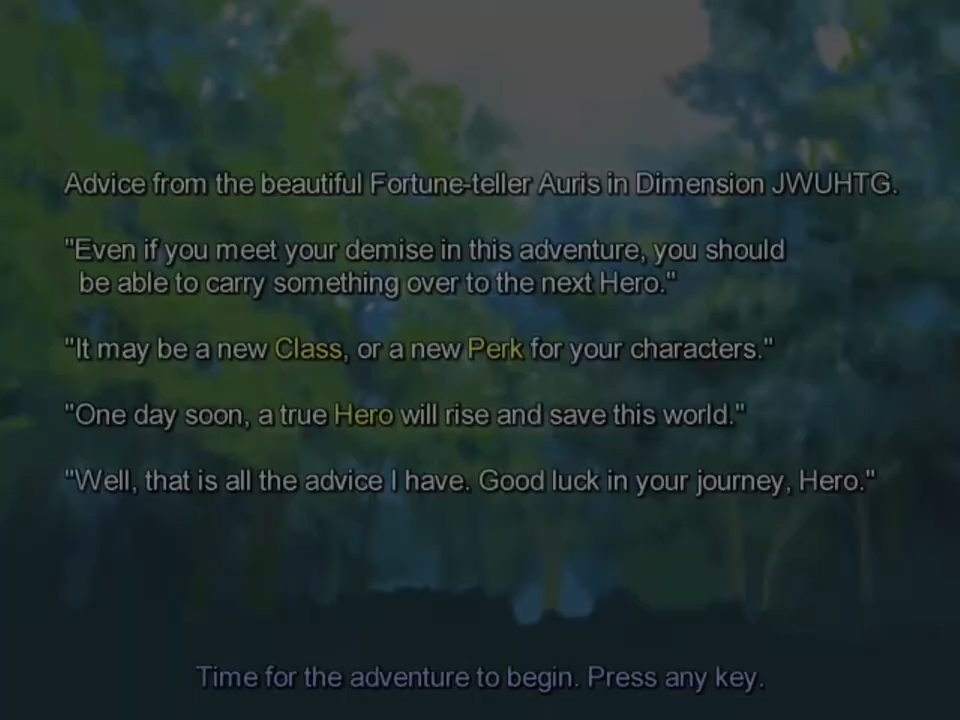 Advice from the beautiful Fortune-teller Auris in Dimension JWUHTG.
"Even if you meet your demise in this adventure, you should
be able to carry something over to the next Hero."
"It may be a new Class, or a new Perk for your characters."
"One day soon, a true Hero will rise and save this world."
"Well, that is all the advice I have. Good luck in your journey, Hero."
Time for the adventure to begin. Press any key.